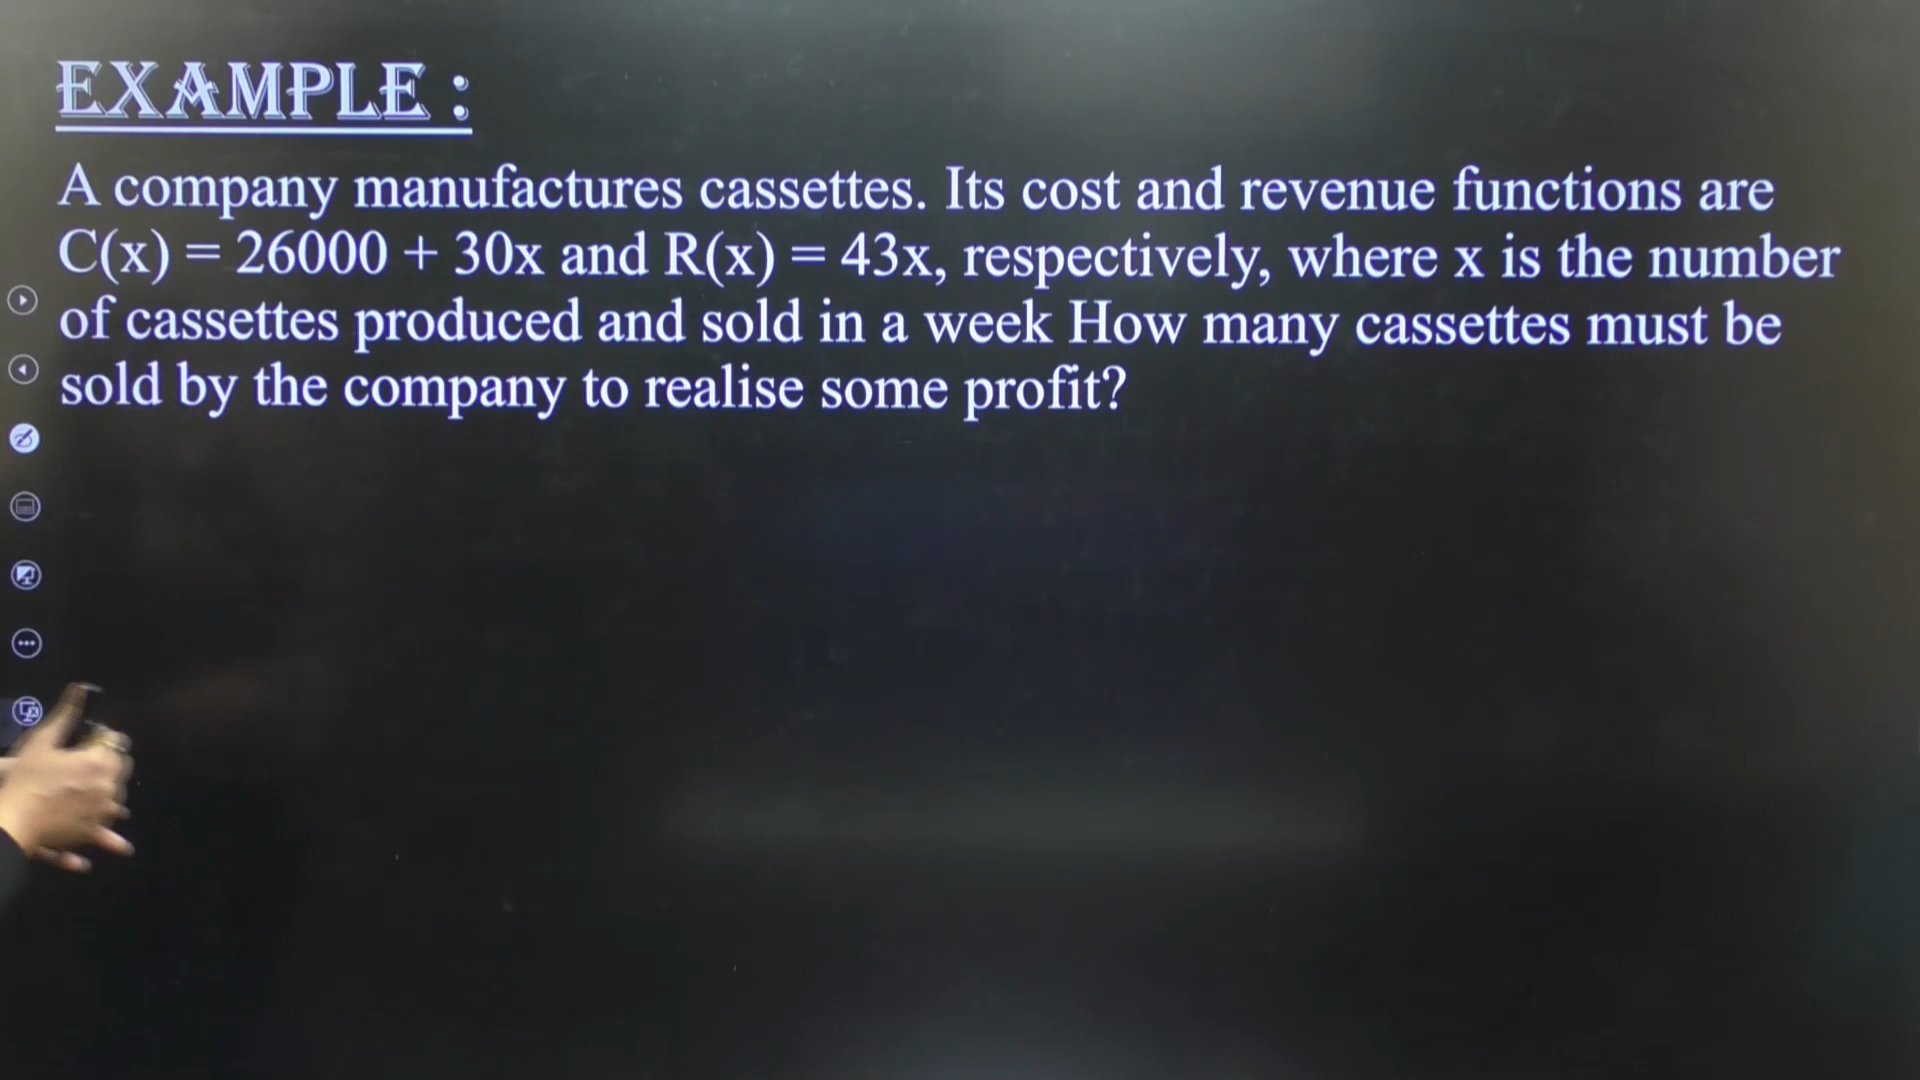 EXAMPLE :
A company manufactures cassettes. Its cost and revenue functions are
C(x) = 26000 + 30x and R(x) = 43x, respectively, where x is the number
of cassettes produced and sold in a week How many cassettes must be
sold by the company to realise some profit?